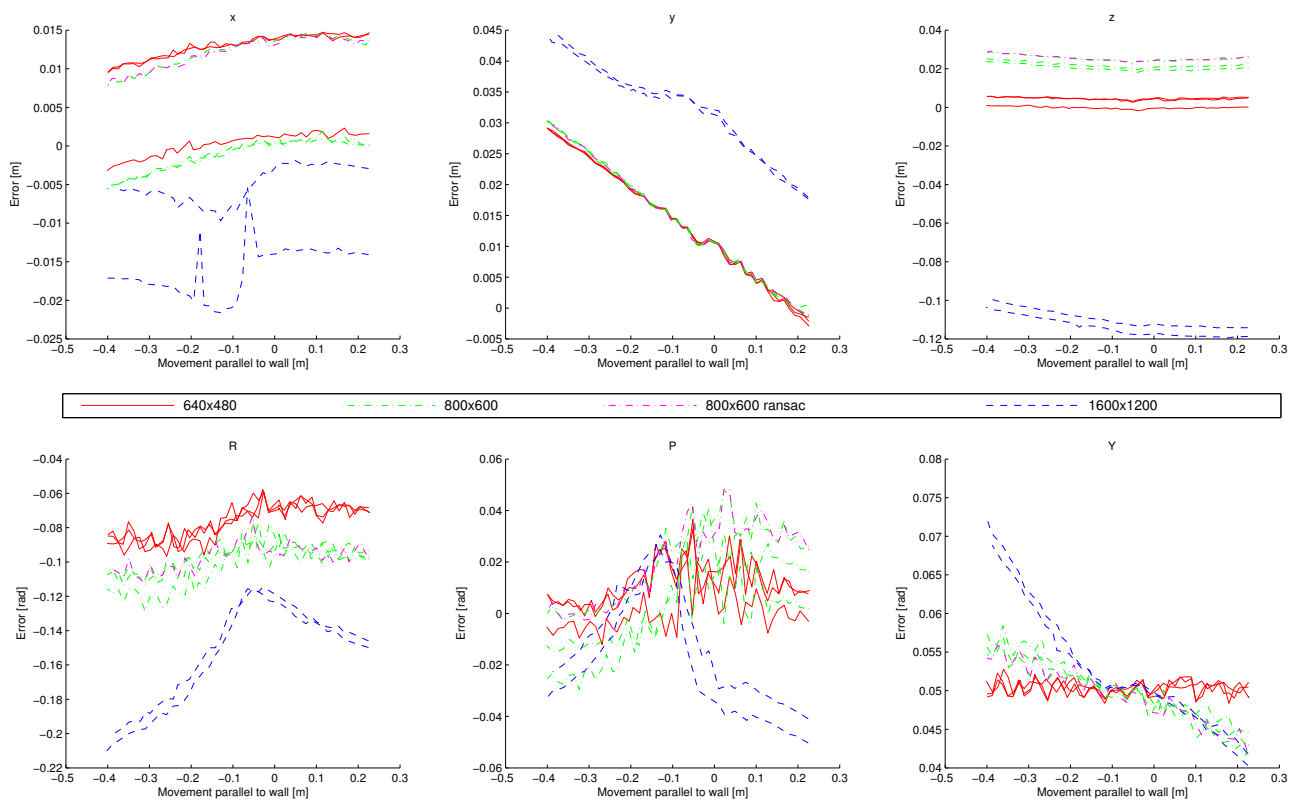 x
y
z
0.015
0.01
0.005
0
−0.005
−0.01
−0.015
−0.02
−0.025
Error [m]
−0.5 −0.4 −0.3 −0.2 −0.1 0 0.1 0.2 0.3
Movement parallel to wall [m]
0.045
0.04
0.035
0.03
0.025
0.02
0.015
0.01
0.005
0
−0.005
Error [m]
−0.5 −0.4 −0.3 −0.2 −0.1 0 0.1 0.2 0.3
Movement parallel to wall [m]
0.04
0.02
0
−0.02
−0.04
−0.06
−0.08
−0.1
−0.12
Error [m]
−0.5 −0.4 −0.3 −0.2 −0.1 0 0.1 0.2 0.3
Movement parallel to wall [m]
640x480 800x600 800x600 ransac 1600x1200
R
P
Y
−0.04
−0.06
−0.08
−0.1
−0.12
−0.14
−0.16
−0.18
−0.2
−0.22
Error [rad]
−0.5 −0.4 −0.3 −0.2 −0.1 0 0.1 0.2 0.3
Movement parallel to wall [m]
0.06
0.04
0.02
0
−0.02
−0.04
−0.06
Error [rad]
−0.5 −0.4 −0.3 −0.2 −0.1 0 0.1 0.2 0.3
Movement parallel to wall [m]
0.08
0.075
0.07
0.065
0.06
0.055
0.05
0.045
0.04
Error [rad]
−0.5 −0.4 −0.3 −0.2 −0.1 0 0.1 0.2 0.3
Movement parallel to wall [m]